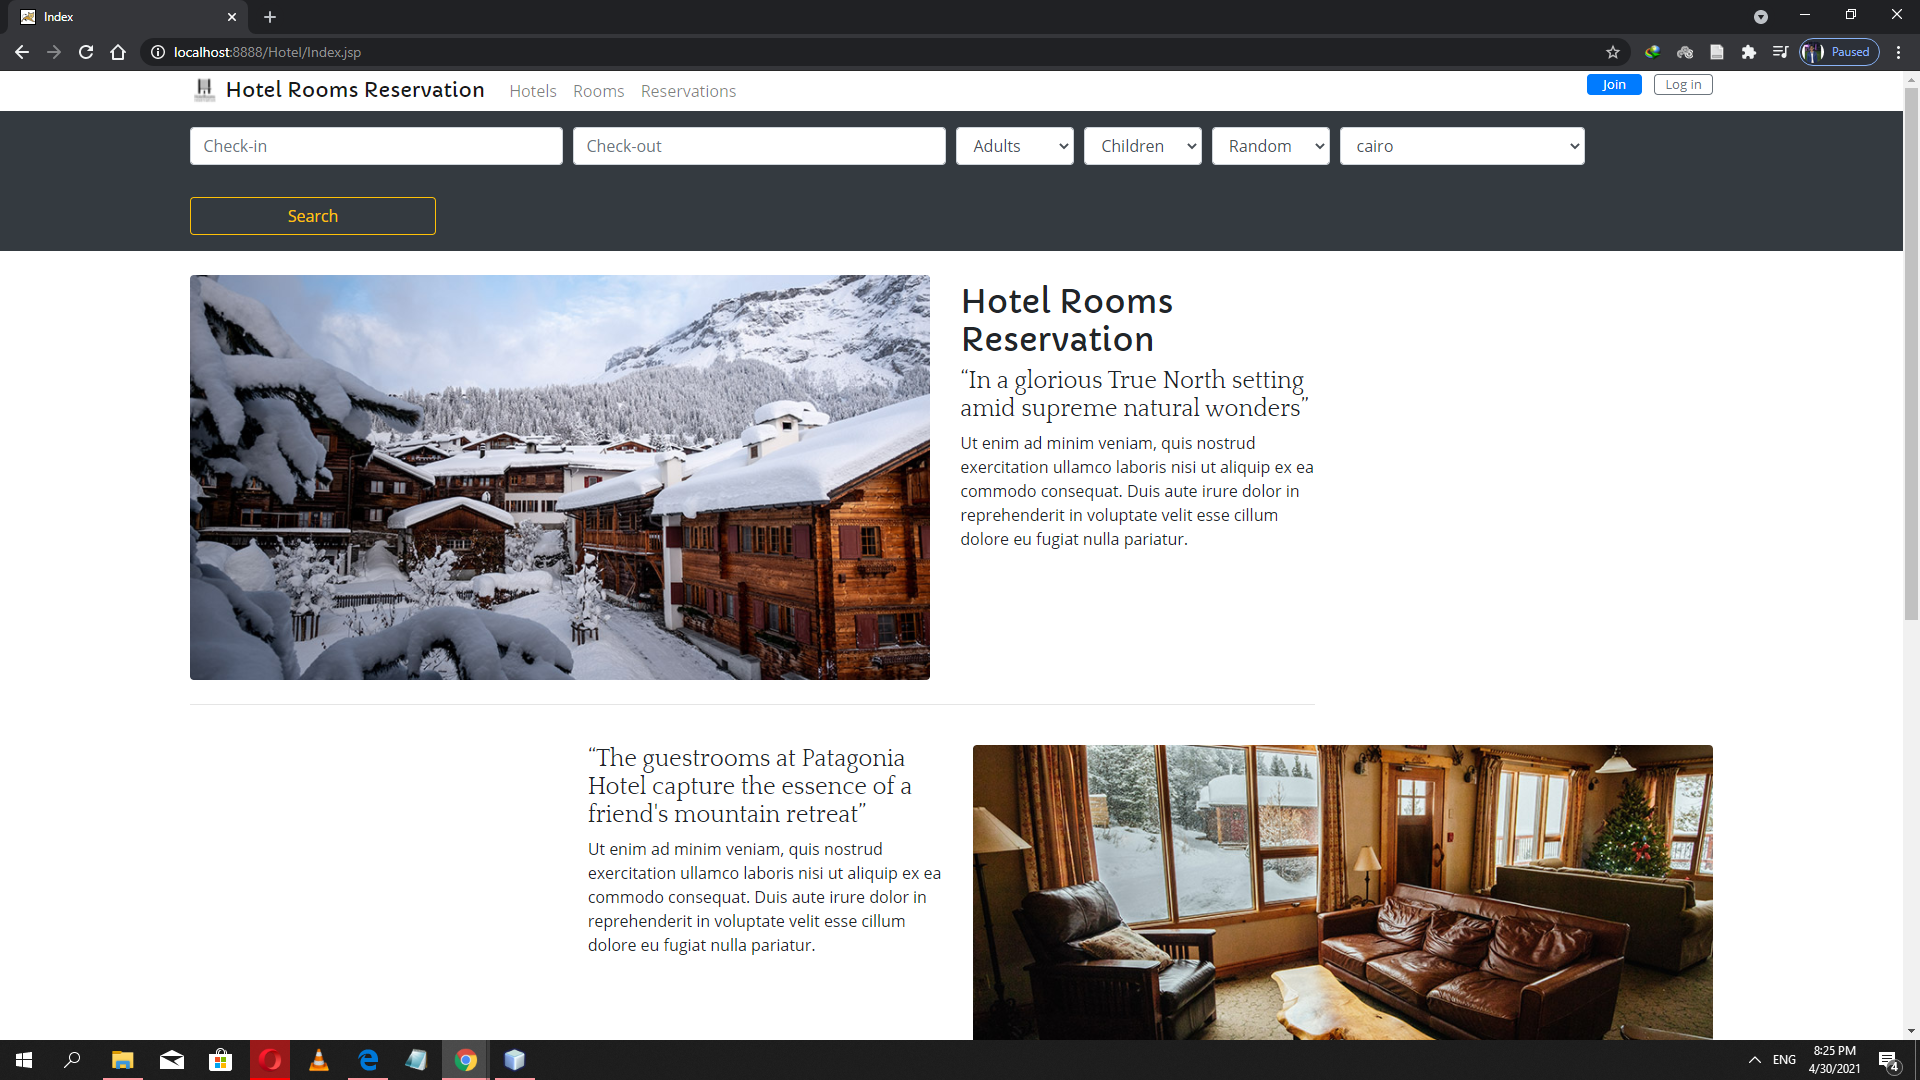 Index
localhost:8888/Hotel/Index.jsp
Paused
Hotel Rooms Reservation
Hotels
Rooms
Reservations
Join
Log in
Check-in
Check-out
Adults
Children
Random
cairo
Search
Hotel Rooms
Reservation
“In a glorious True North setting
amid supreme natural wonders”
Ut enim ad minim veniam, quis nostrud
exercitation ullamco laboris nisi ut aliquip ex ea
commodo consequat. Duis aute irure dolor in
reprehenderit in voluptate velit esse cillum
dolore eu fugiat nulla pariatur.
“The guestrooms at Patagonia
Hotel capture the essence of a
friend's mountain retreat”
Ut enim ad minim veniam, quis nostrud
exercitation ullamco laboris nisi ut aliquip ex ea
commodo consequat. Duis aute irure dolor in
reprehenderit in voluptate velit esse cillum
dolore eu fugiat nulla pariatur.
ENG
8:25 PM
4/30/2021
4